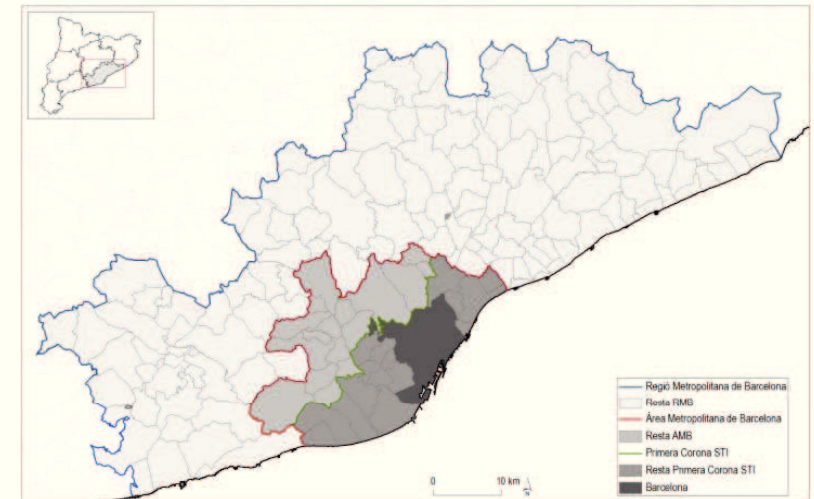 Regió Metropolitana de Barcelona
Resta RMB
Área Metropolitana de Barcelona
Resta AMB
Primera Corona STI
Resta Primera Corona STI
Barcelona
0 10 km
N